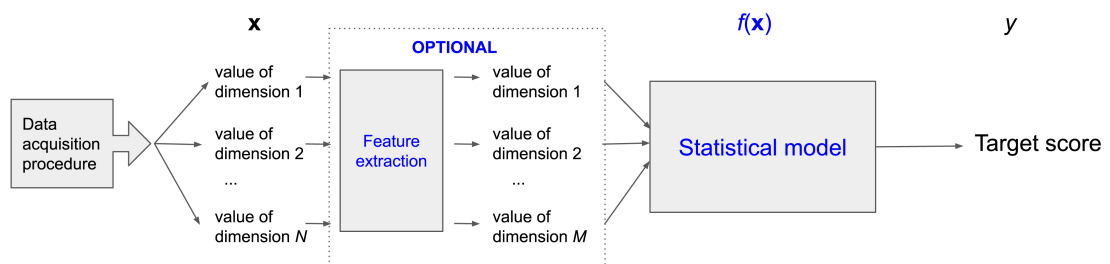 x
f(x)
y
OPTIONAL
Data
acquisition
procedure
value of
dimension 1
value of
dimension 2
...
value of
dimension N
Feature
extraction
value of
dimension 1
value of
dimension 2
...
value of
dimension M
Statistical model
Target score